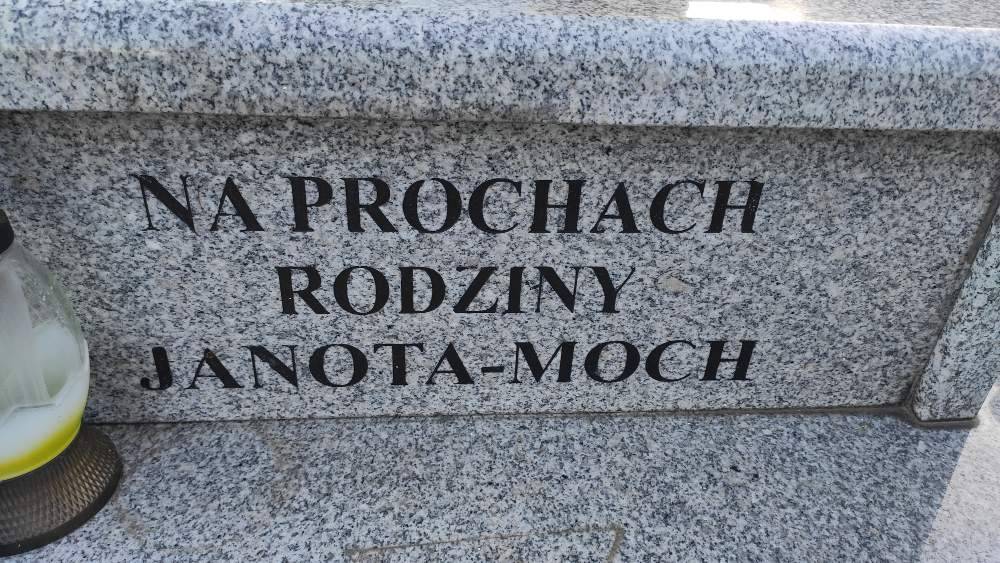 NA PROCHACH
RODZINY
JANOTA-MOCH